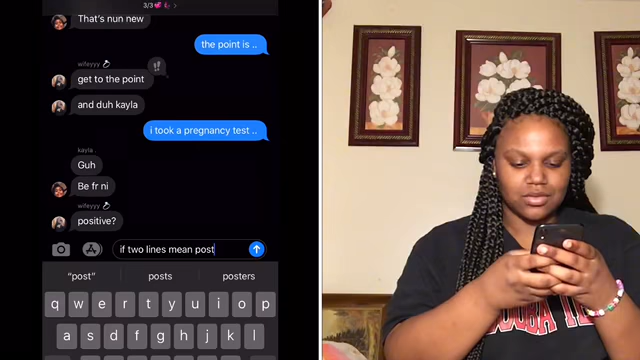 3/3💞🫶🏽 >
That's nun new
the point is ..
wifeyyy 💍
get to the point
and duh kayla
i took a pregnancy test ..
kayla .
Guh
Be fr ni
wifeyyy 💍
positive?
if two lines mean post
"post" posts posters
q w e r t y u i o p
a s d f g h j k l